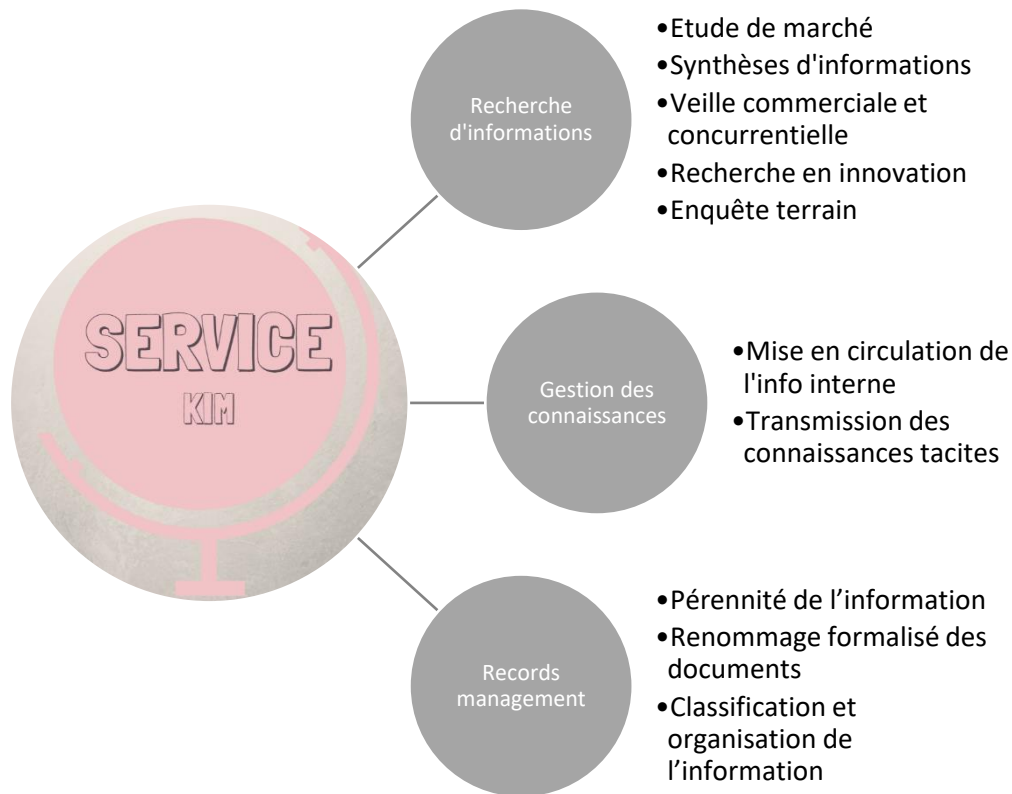 SERVICE
KIM
Recherche
d'informations
•Etude de marché
•Synthèses d'informations
•Veille commerciale et
concurrentielle
•Recherche en innovation
•Enquête terrain
Gestion des
connaissances
•Mise en circulation de
l'info interne
•Transmission des
connaissances tacites
Records
management
•Pérennité de l’information
•Renommage formalisé des
documents
•Classification et
organisation de
l’information